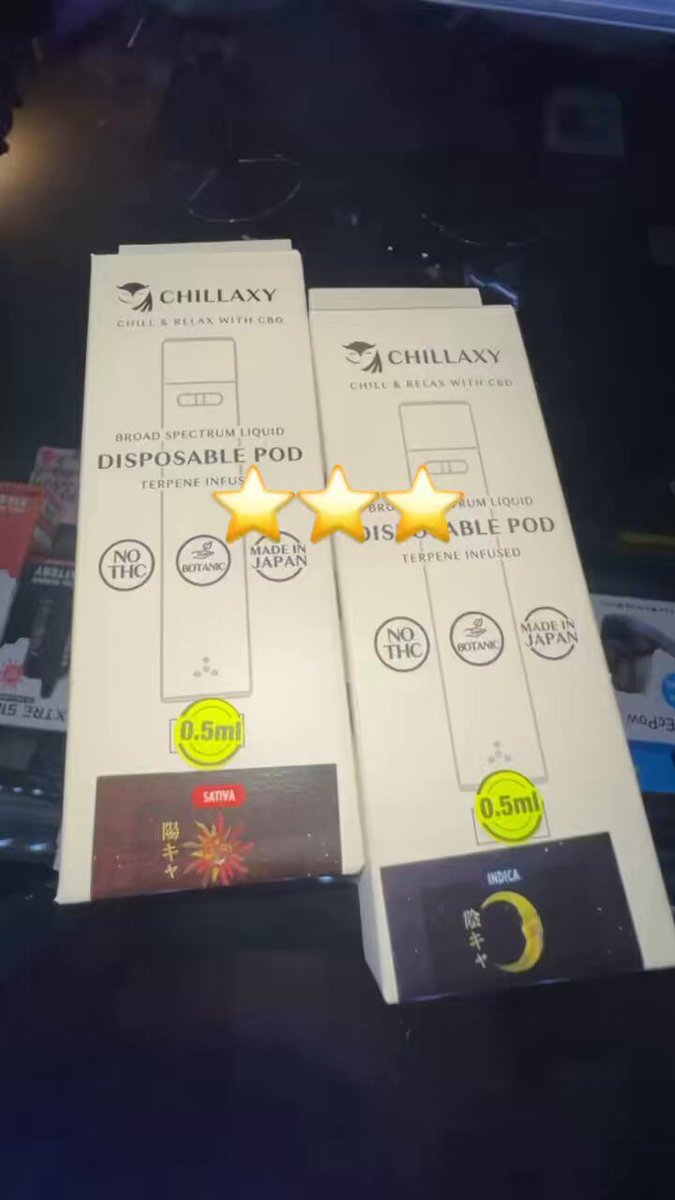 CHILLAXY
CHILL & RELAX WITH CBD
BROAD SPECTRUM LIQUID
DISPOSABLE POD
TERPENE INFUS
NO
THC
BOTANIC
MADE IN
JAPAN
0.5ml
SATIVA
陽キャ
CHILLAXY
CHILL & RELAX WITH CBD
BRO
RUM LIQUID
DIS
ABLE POD
TERPENE INFUSED
NO
THC
BOTANIC
MADE IN
JAPAN
0.5ml
INDICA
陰キャ
EcPow